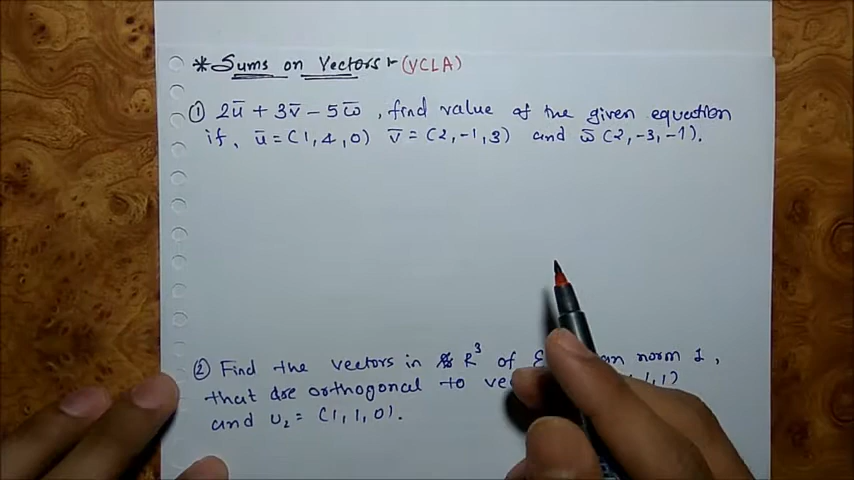 * Sums on Vectors :- (VCLA)
① 2ū + 3v̄ - 5w̄ , find value of the given equation
if, ū = (1, 4, 0) v̄ = (2, -1, 3) and w̄ (2, -3, -1).
② Find the vectors in R³ of norm 1,
that are orthogonal to , 1)
and u₂ = (1, 1, 0).